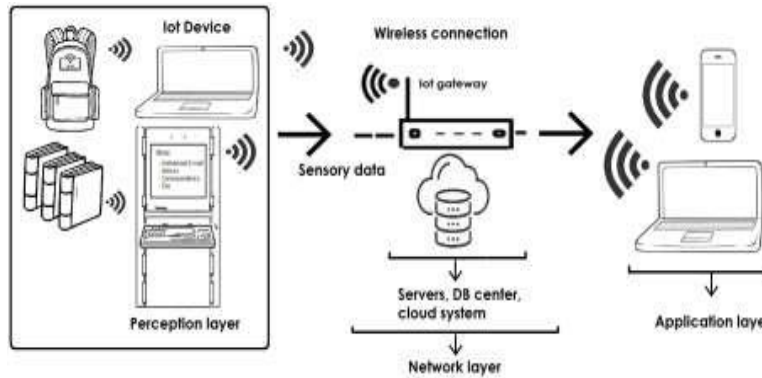 Iot Device
Wireless connection
Iot gateway
Sensory data
Servers, DB center,
cloud system
Perception layer
Application laye
Network layer